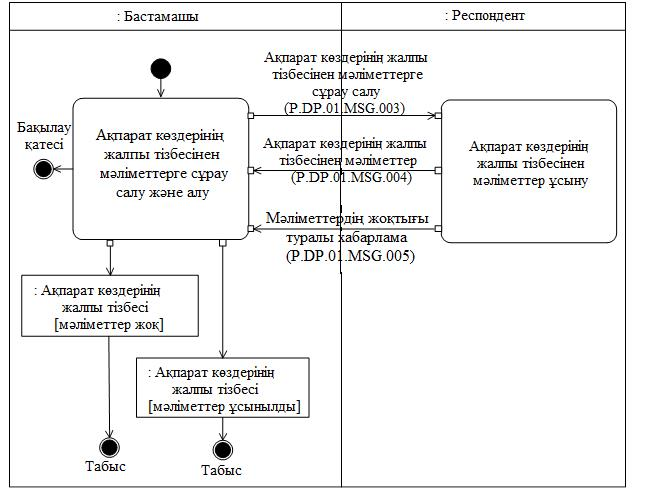 : Бастамашы
: Респондент
Ақпарат көздерінің жалпы
тізбесінен мәліметтерге
сұрау салу
(P.DP.01.MSG.003)
Бақылау
қатесі
Ақпарат көздерінің
жалпы тізбесінен
мәліметтерге сұрау
салу және алу
Ақпарат көздерінің жалпы
тізбесінен мәліметтер
(P.DP.01.MSG.004)
Ақпарат көздерінің
жалпы тізбесінен
мәліметтер ұсыну
Мәліметтердің жоқтығы
туралы хабарлама
(P.DP.01.MSG.005)
: Ақпарат көздерінің
жалпы тізбесі
[мәліметтер жоқ]
: Ақпарат көздерінің
жалпы тізбесі
[мәліметтер ұсынылды]
Табыс
Табыс